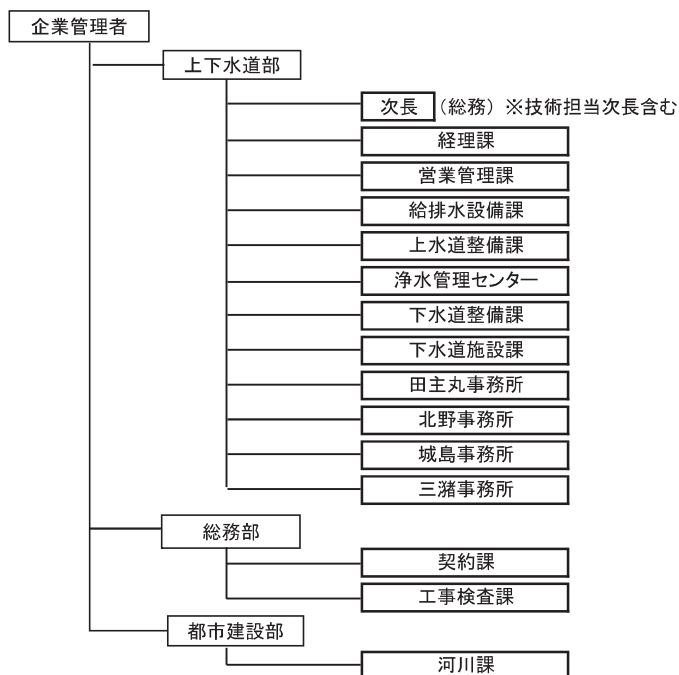 企業管理者
上下水道部
次長 (総務) ※技術担当次長含む
経理課
営業管理課
給排水設備課
上水道整備課
浄水管理センター
下水道整備課
下水道施設課
田主丸事務所
北野事務所
城島事務所
三潴事務所
総務部
契約課
工事検査課
都市建設部
河川課